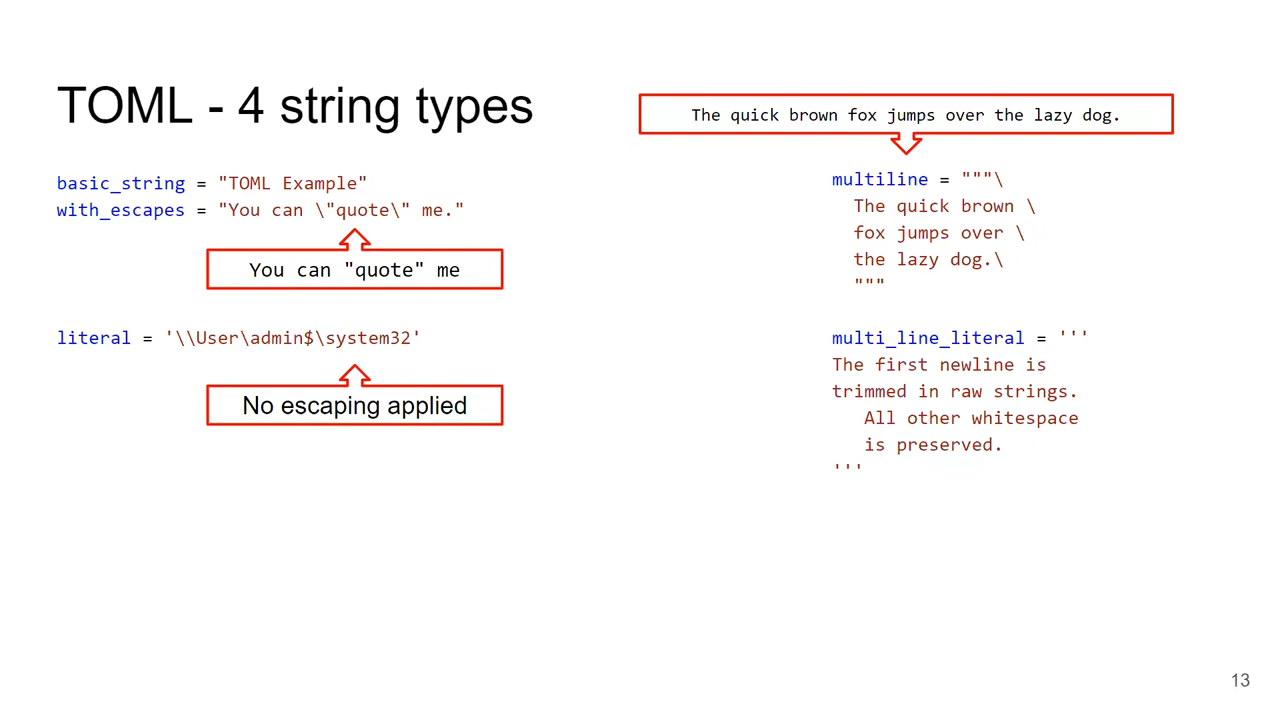 TOML - 4 string types
basic_string = "TOML Example"
with_escapes = "You can \"quote\" me."
You can "quote" me
literal = '\\User\admin$\system32'
No escaping applied
The quick brown fox jumps over the lazy dog.
multiline = """\
The quick brown \
fox jumps over \
the lazy dog.\
"""
multi_line_literal = '''
The first newline is
trimmed in raw strings.
All other whitespace
is preserved.
'''
13